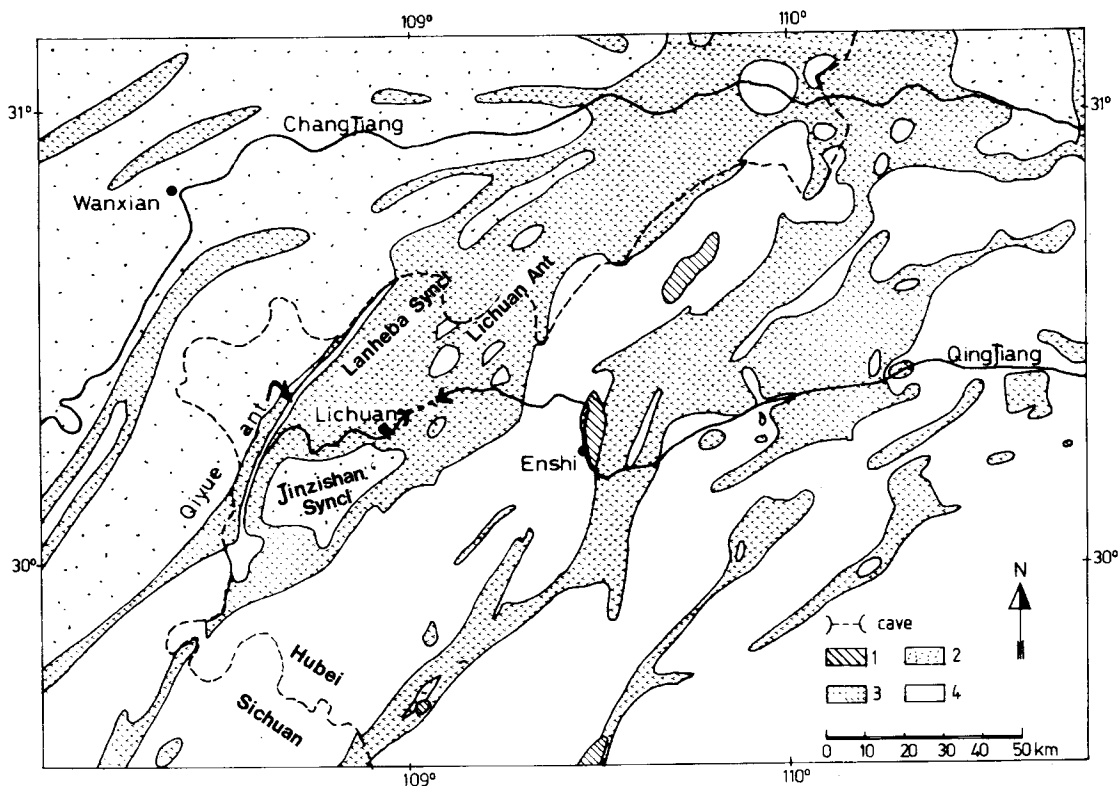 109°
110°
31°
31°
ChangJiang
Wanxian
Lanheba Syncl
Lichuan Ant
QingJiang
Qiyue ant
Lichuan
Enshi
Jinzishan
Syncl
30°
30°
N
cave
1
2
3
4
Hubei
Sichuan
0 10 20 30 40 50 km
109°
110°